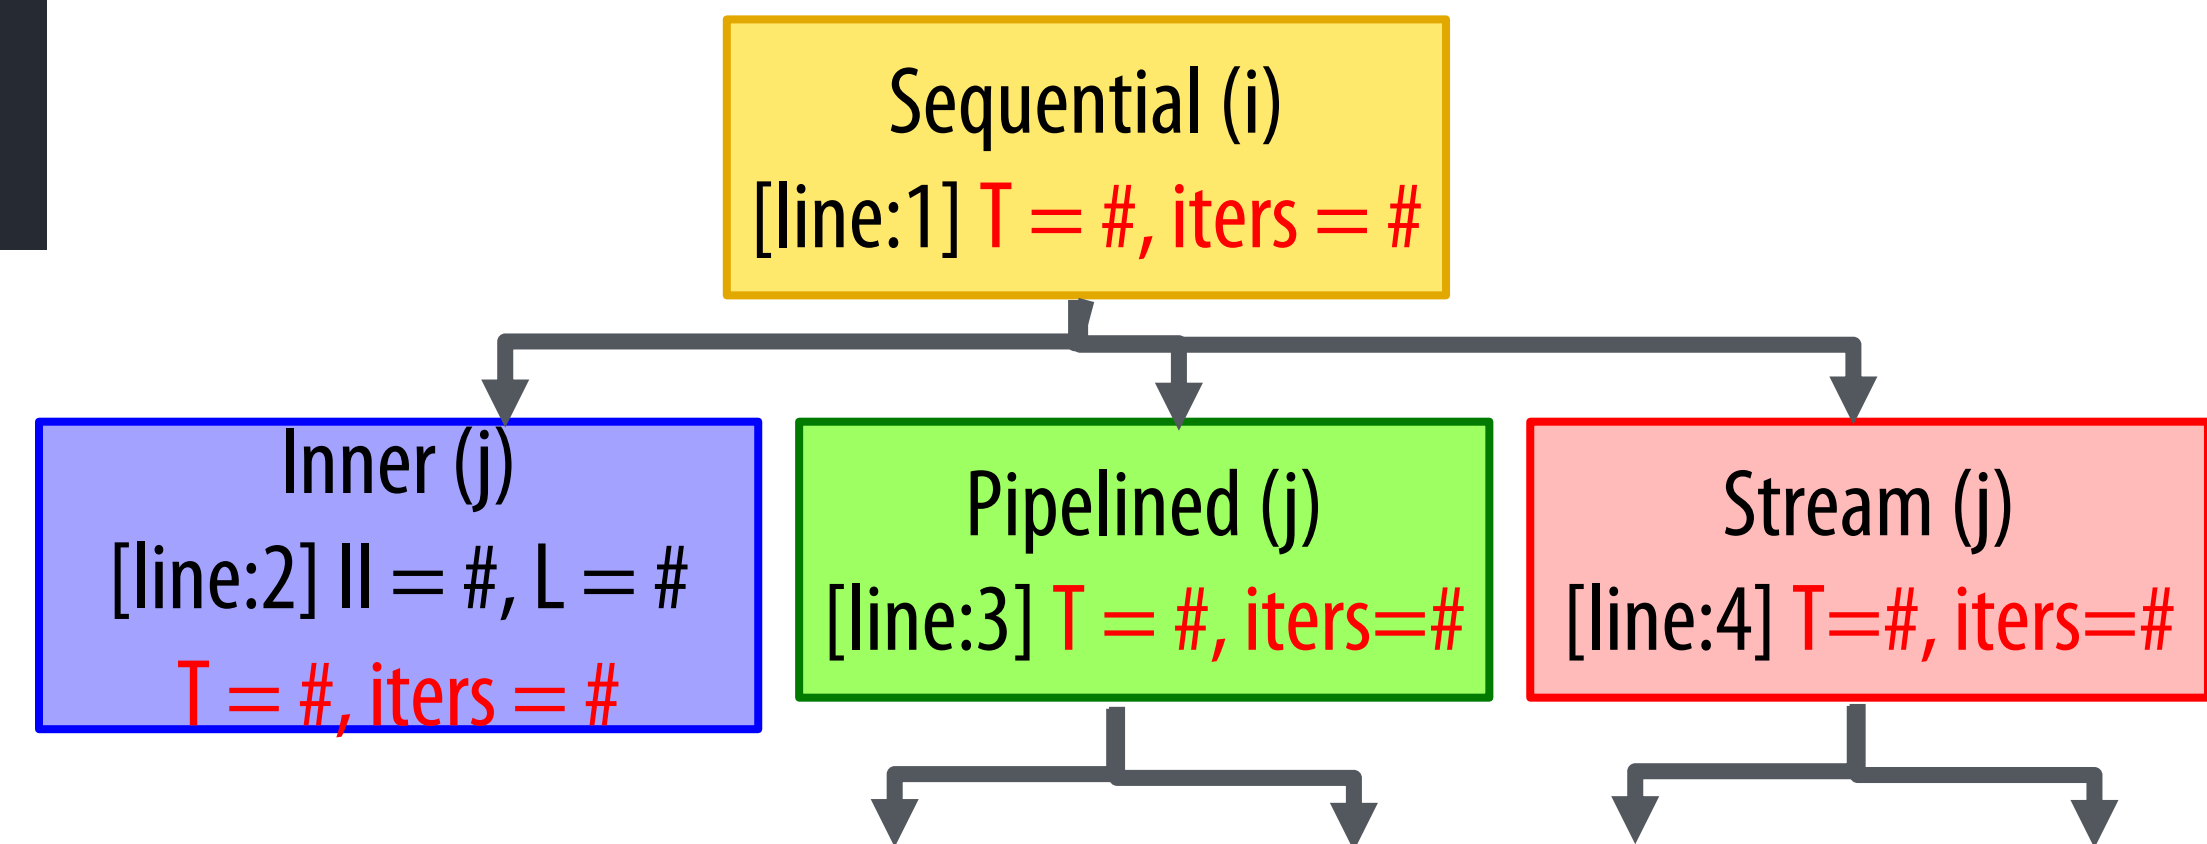 Sequential (i)
[line:1] T = #, iters = #
Inner (j)
[line:2] II = #, L = #
T = #, iters = #
Pipelined (j)
[line:3] T = #, iters=#
Stream (j)
[line:4] T=#, iters=#